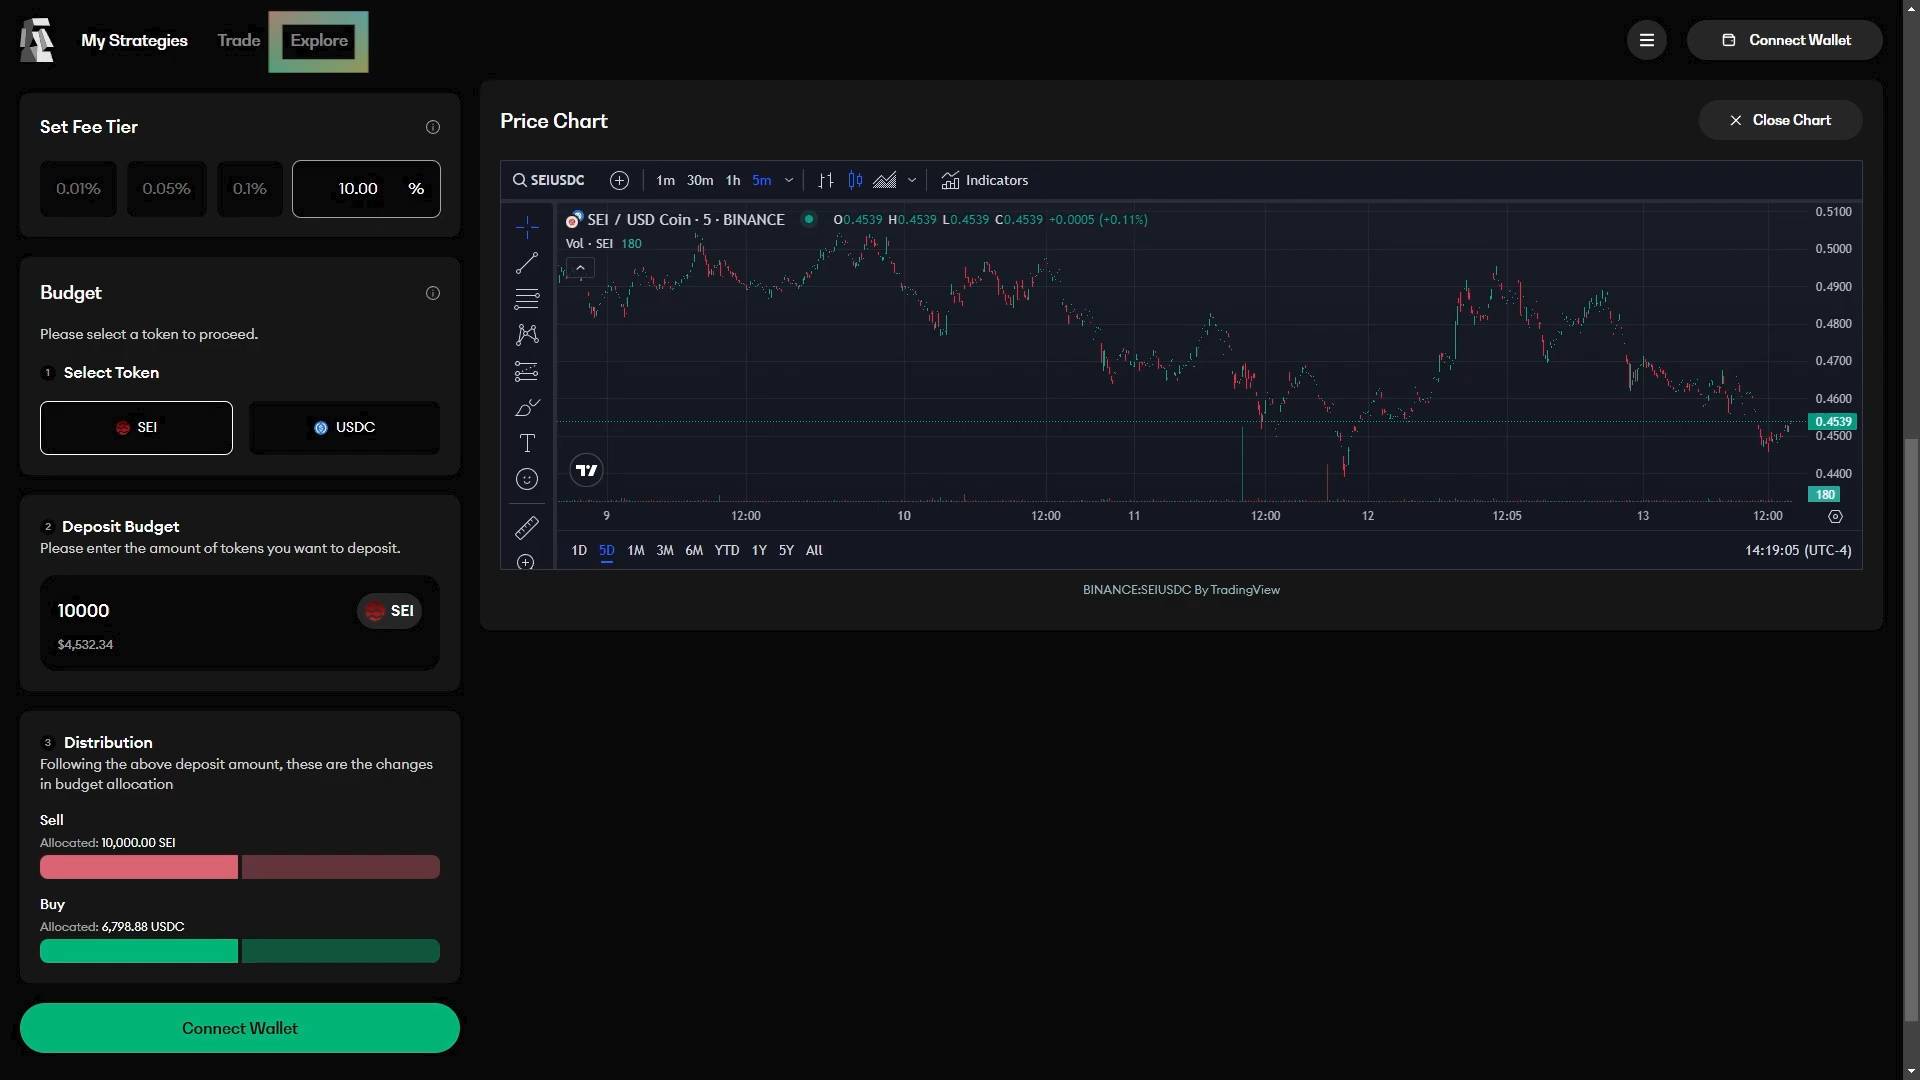 My Strategies Trade Explore Connect Wallet
Set Fee Tier
0.01% 0.05% 0.1% 10.00 %
Budget
Please select a token to proceed.
1 Select Token
SEI USDC
2 Deposit Budget
Please enter the amount of tokens you want to deposit.
10000 SEI
$4,532.34
3 Distribution
Following the above deposit amount, these are the changes
in budget allocation
Sell
Allocated: 10,000.00 SEI
Buy
Allocated: 6,798.88 USDC
Connect Wallet
Price Chart
Close Chart
SEIUSDC 1m 30m 1h 5m Indicators
SEI / USD Coin · 5 · BINANCE O0.4539 H0.4539 L0.4539 C0.4539 +0.0005 (+0.11%)
Vol · SEI 180
0.5100
0.5000
0.4900
0.4800
0.4700
0.4600
0.4539
0.4500
0.4400
180
9 12:00 10 12:00 11 12:00 12 12:05 13 12:00
1D 5D 1M 3M 6M YTD 1Y 5Y All 14:19:05 (UTC-4)
BINANCE:SEIUSDC By TradingView